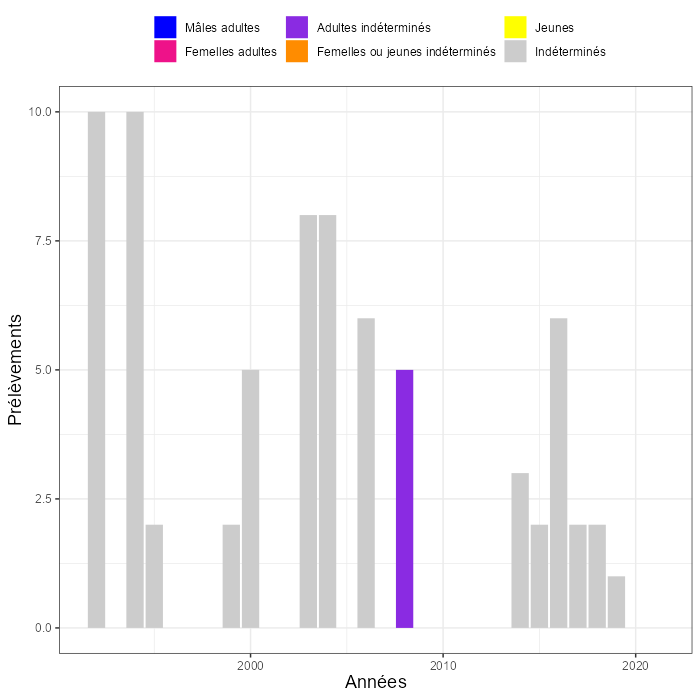 Mâles adultes
Adultes indéterminés
Jeunes
Femelles adultes
Femelles ou jeunes indéterminés
Indéterminés
10.0
7.5
5.0
2.5
0.0
Prélèvements
2000
2010
2020
Années